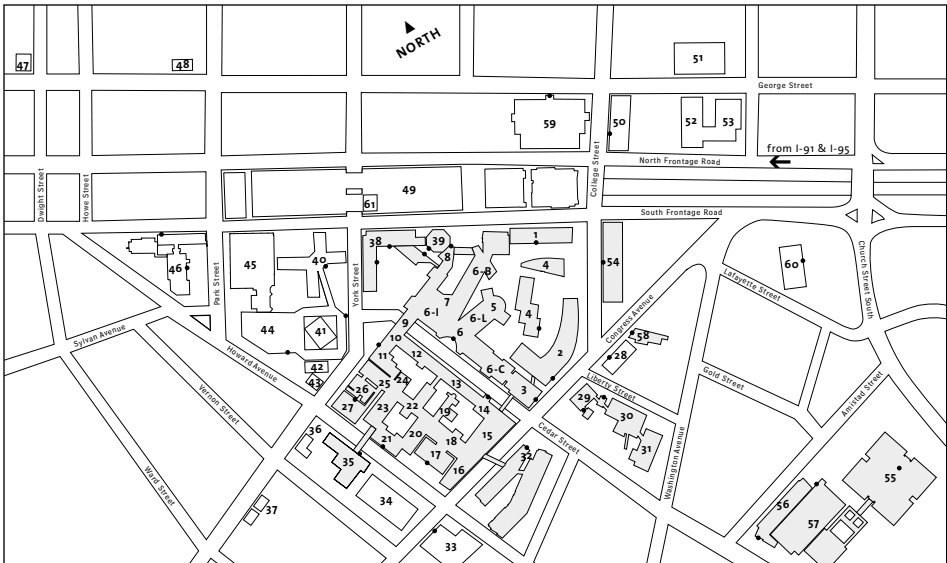 NORTH
47
48
51
George Street
59
50
52
53
from I-91 & I-95
North Frontage Road
College Street
Dwight Street
Howe Street
49
61
South Frontage Road
46
Park Street
45
40
York Street
38
39
1
8
6-B
4
54
60
Lafayette Street
Church Street South
7
6-I
5
6-L
4
44
41
9
10
6
2
Congress Avenue
58
28
Sylvan Avenue
Howard Avenue
42
43
11
12
6-C
3
24
25
26
27
13
23
22
19
14
Liberty Street
Gold Street
Vernon Street
29
30
Amistad Street
36
35
21
20
18
15
17
16
Cedar Street
32
31
Washington Avenue
Ward Street
37
34
33
55
56
57